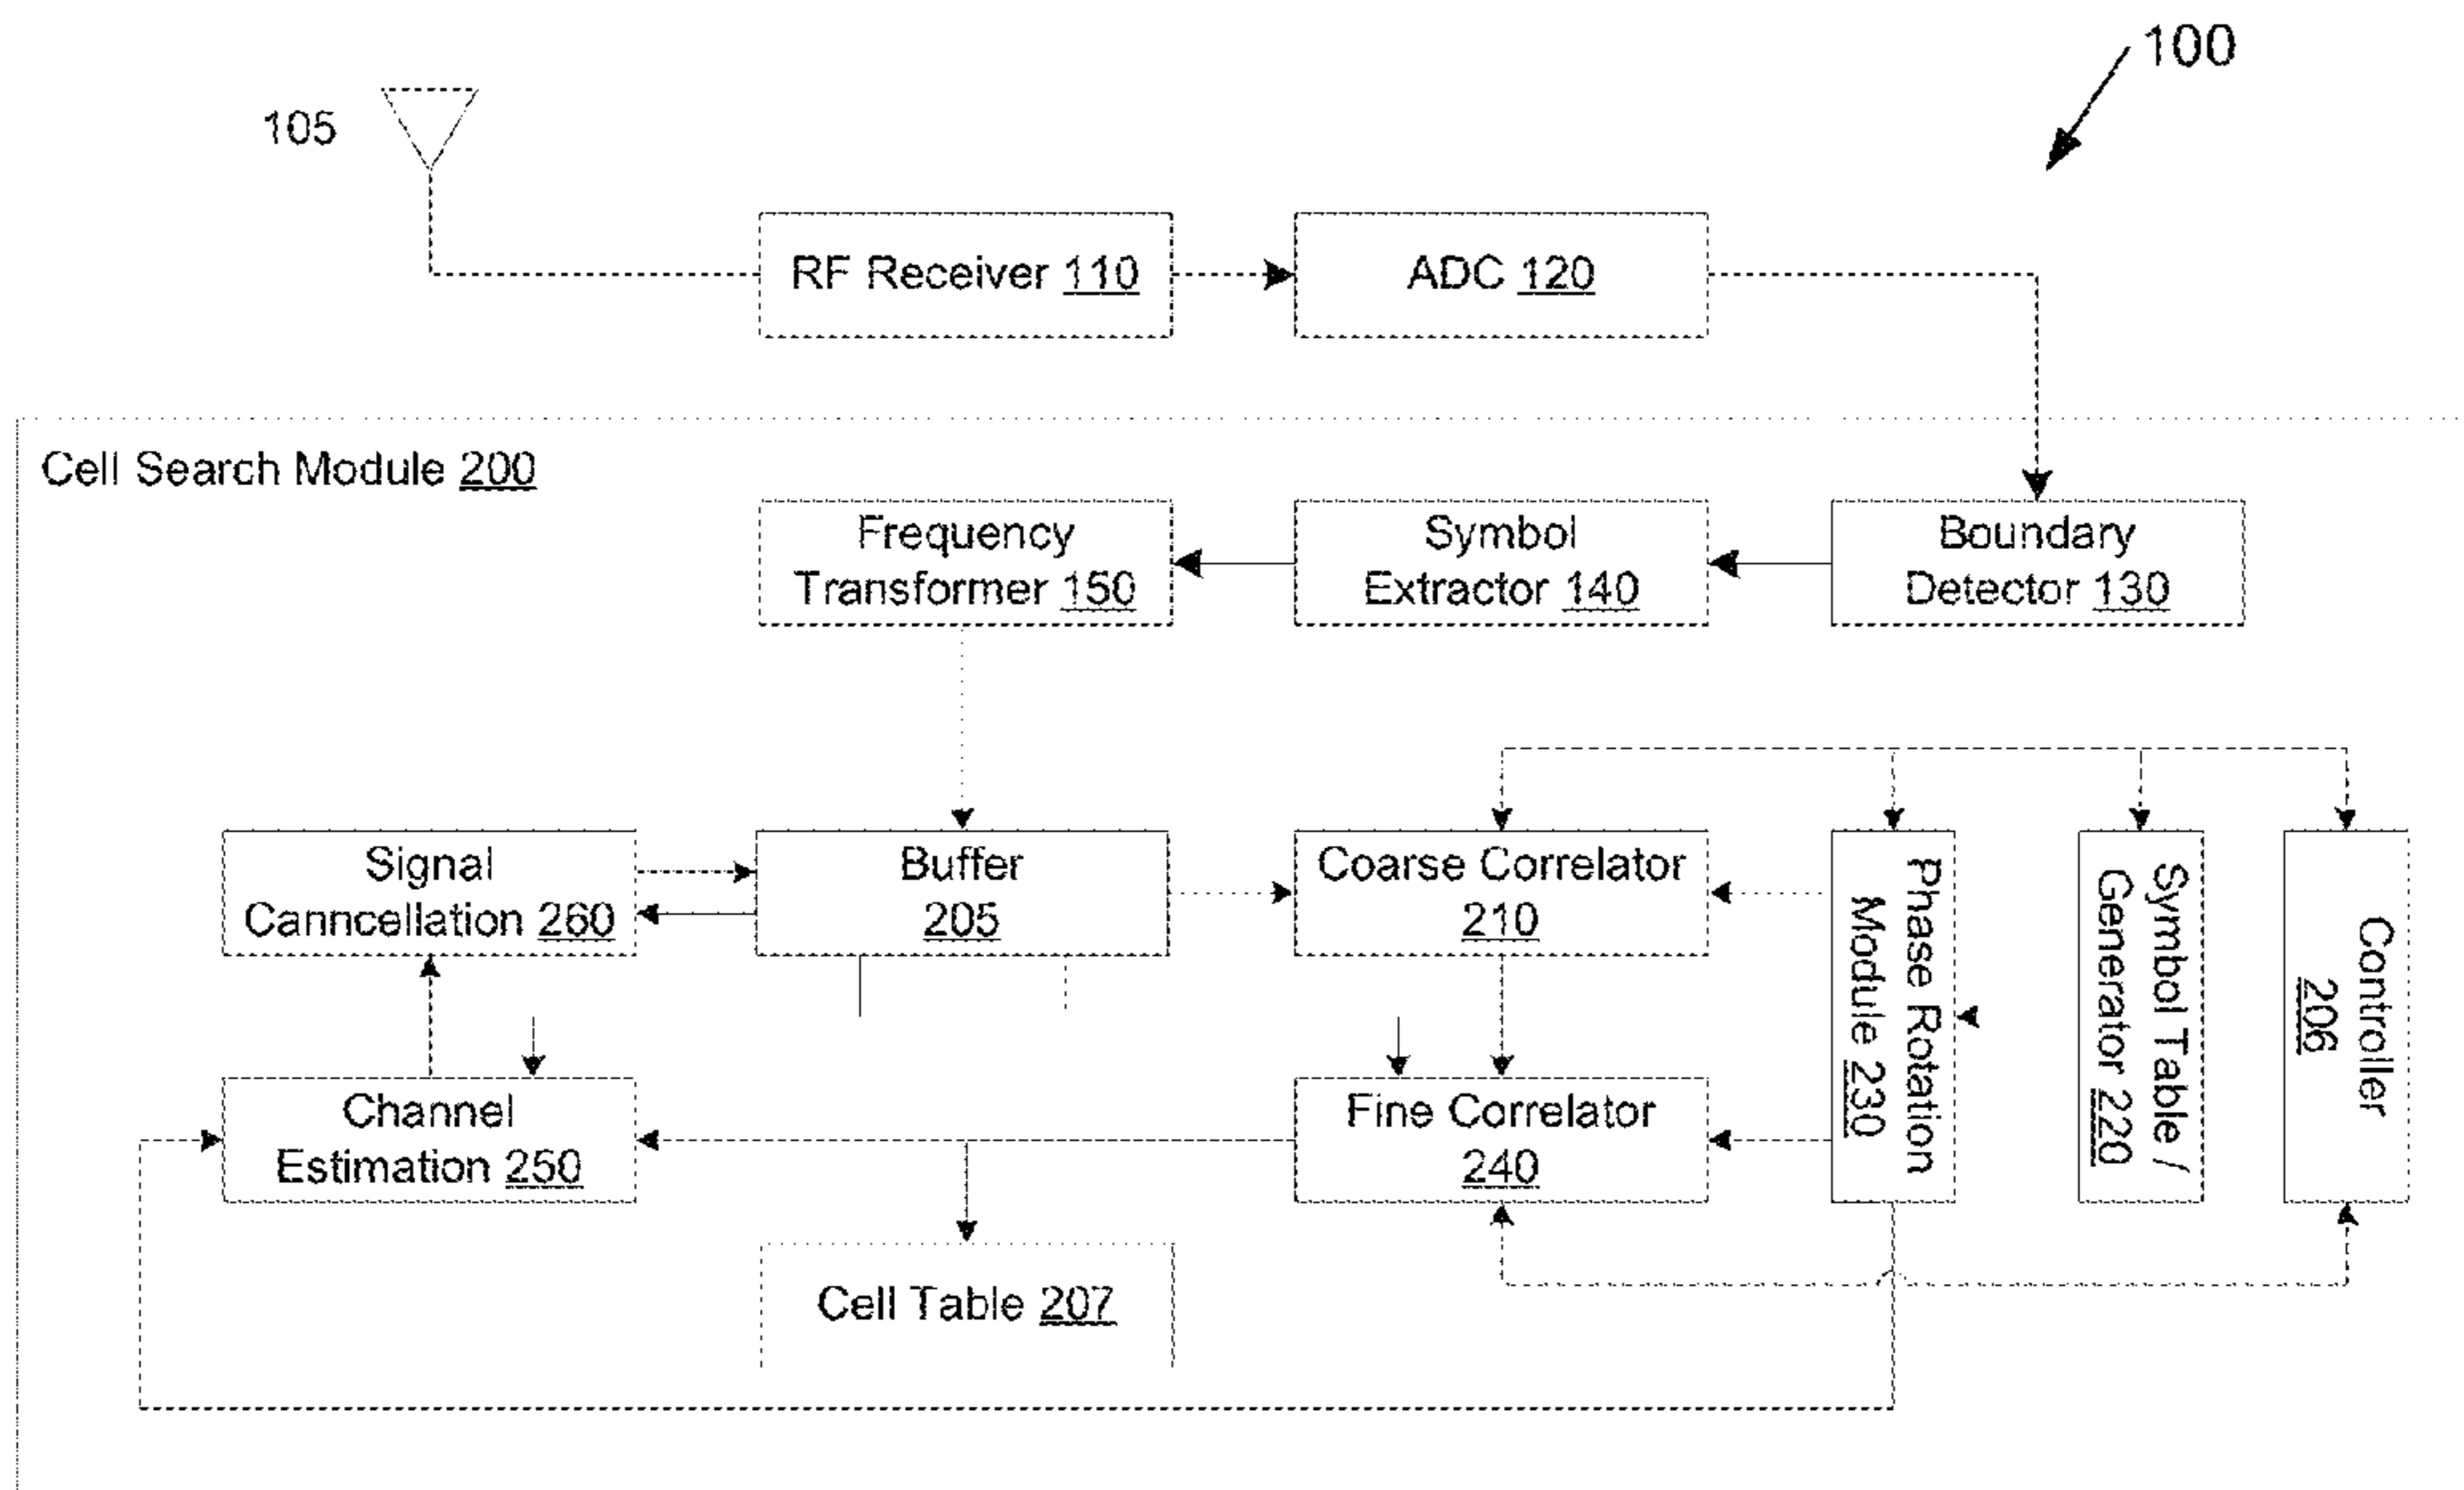 100
105
RF Receiver 110
ADC 120
Cell Search Module 200
Frequency
Transformer 150
Symbol
Extractor 140
Boundary
Detector 130
Signal
Canncellation 260
Buffer
205
Coarse Correlator
210
Phase Rotation
Module 230
Symbol Table /
Generator 220
Controller
206
Channel
Estimation 250
Fine Correlator
240
Cell Table 207